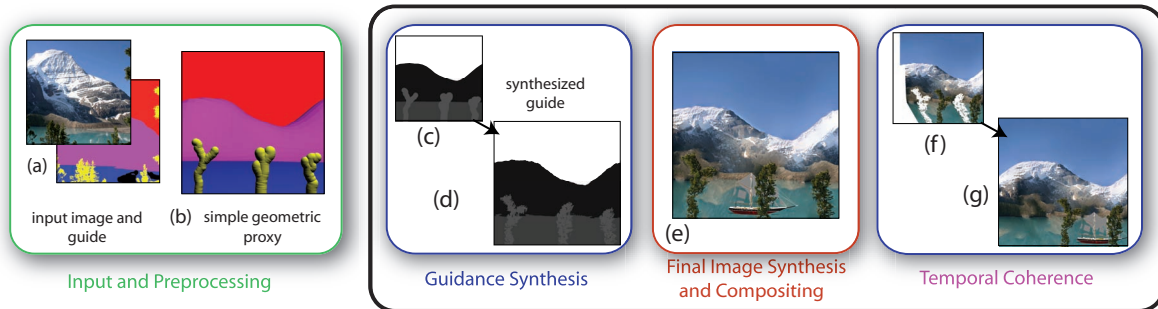 (a)
input image and
guide
(b)
simple geometric
proxy
Input and Preprocessing
(c)
synthesized
guide
(d)
Guidance Synthesis
(e)
Final Image Synthesis
and Compositing
(f)
(g)
Temporal Coherence